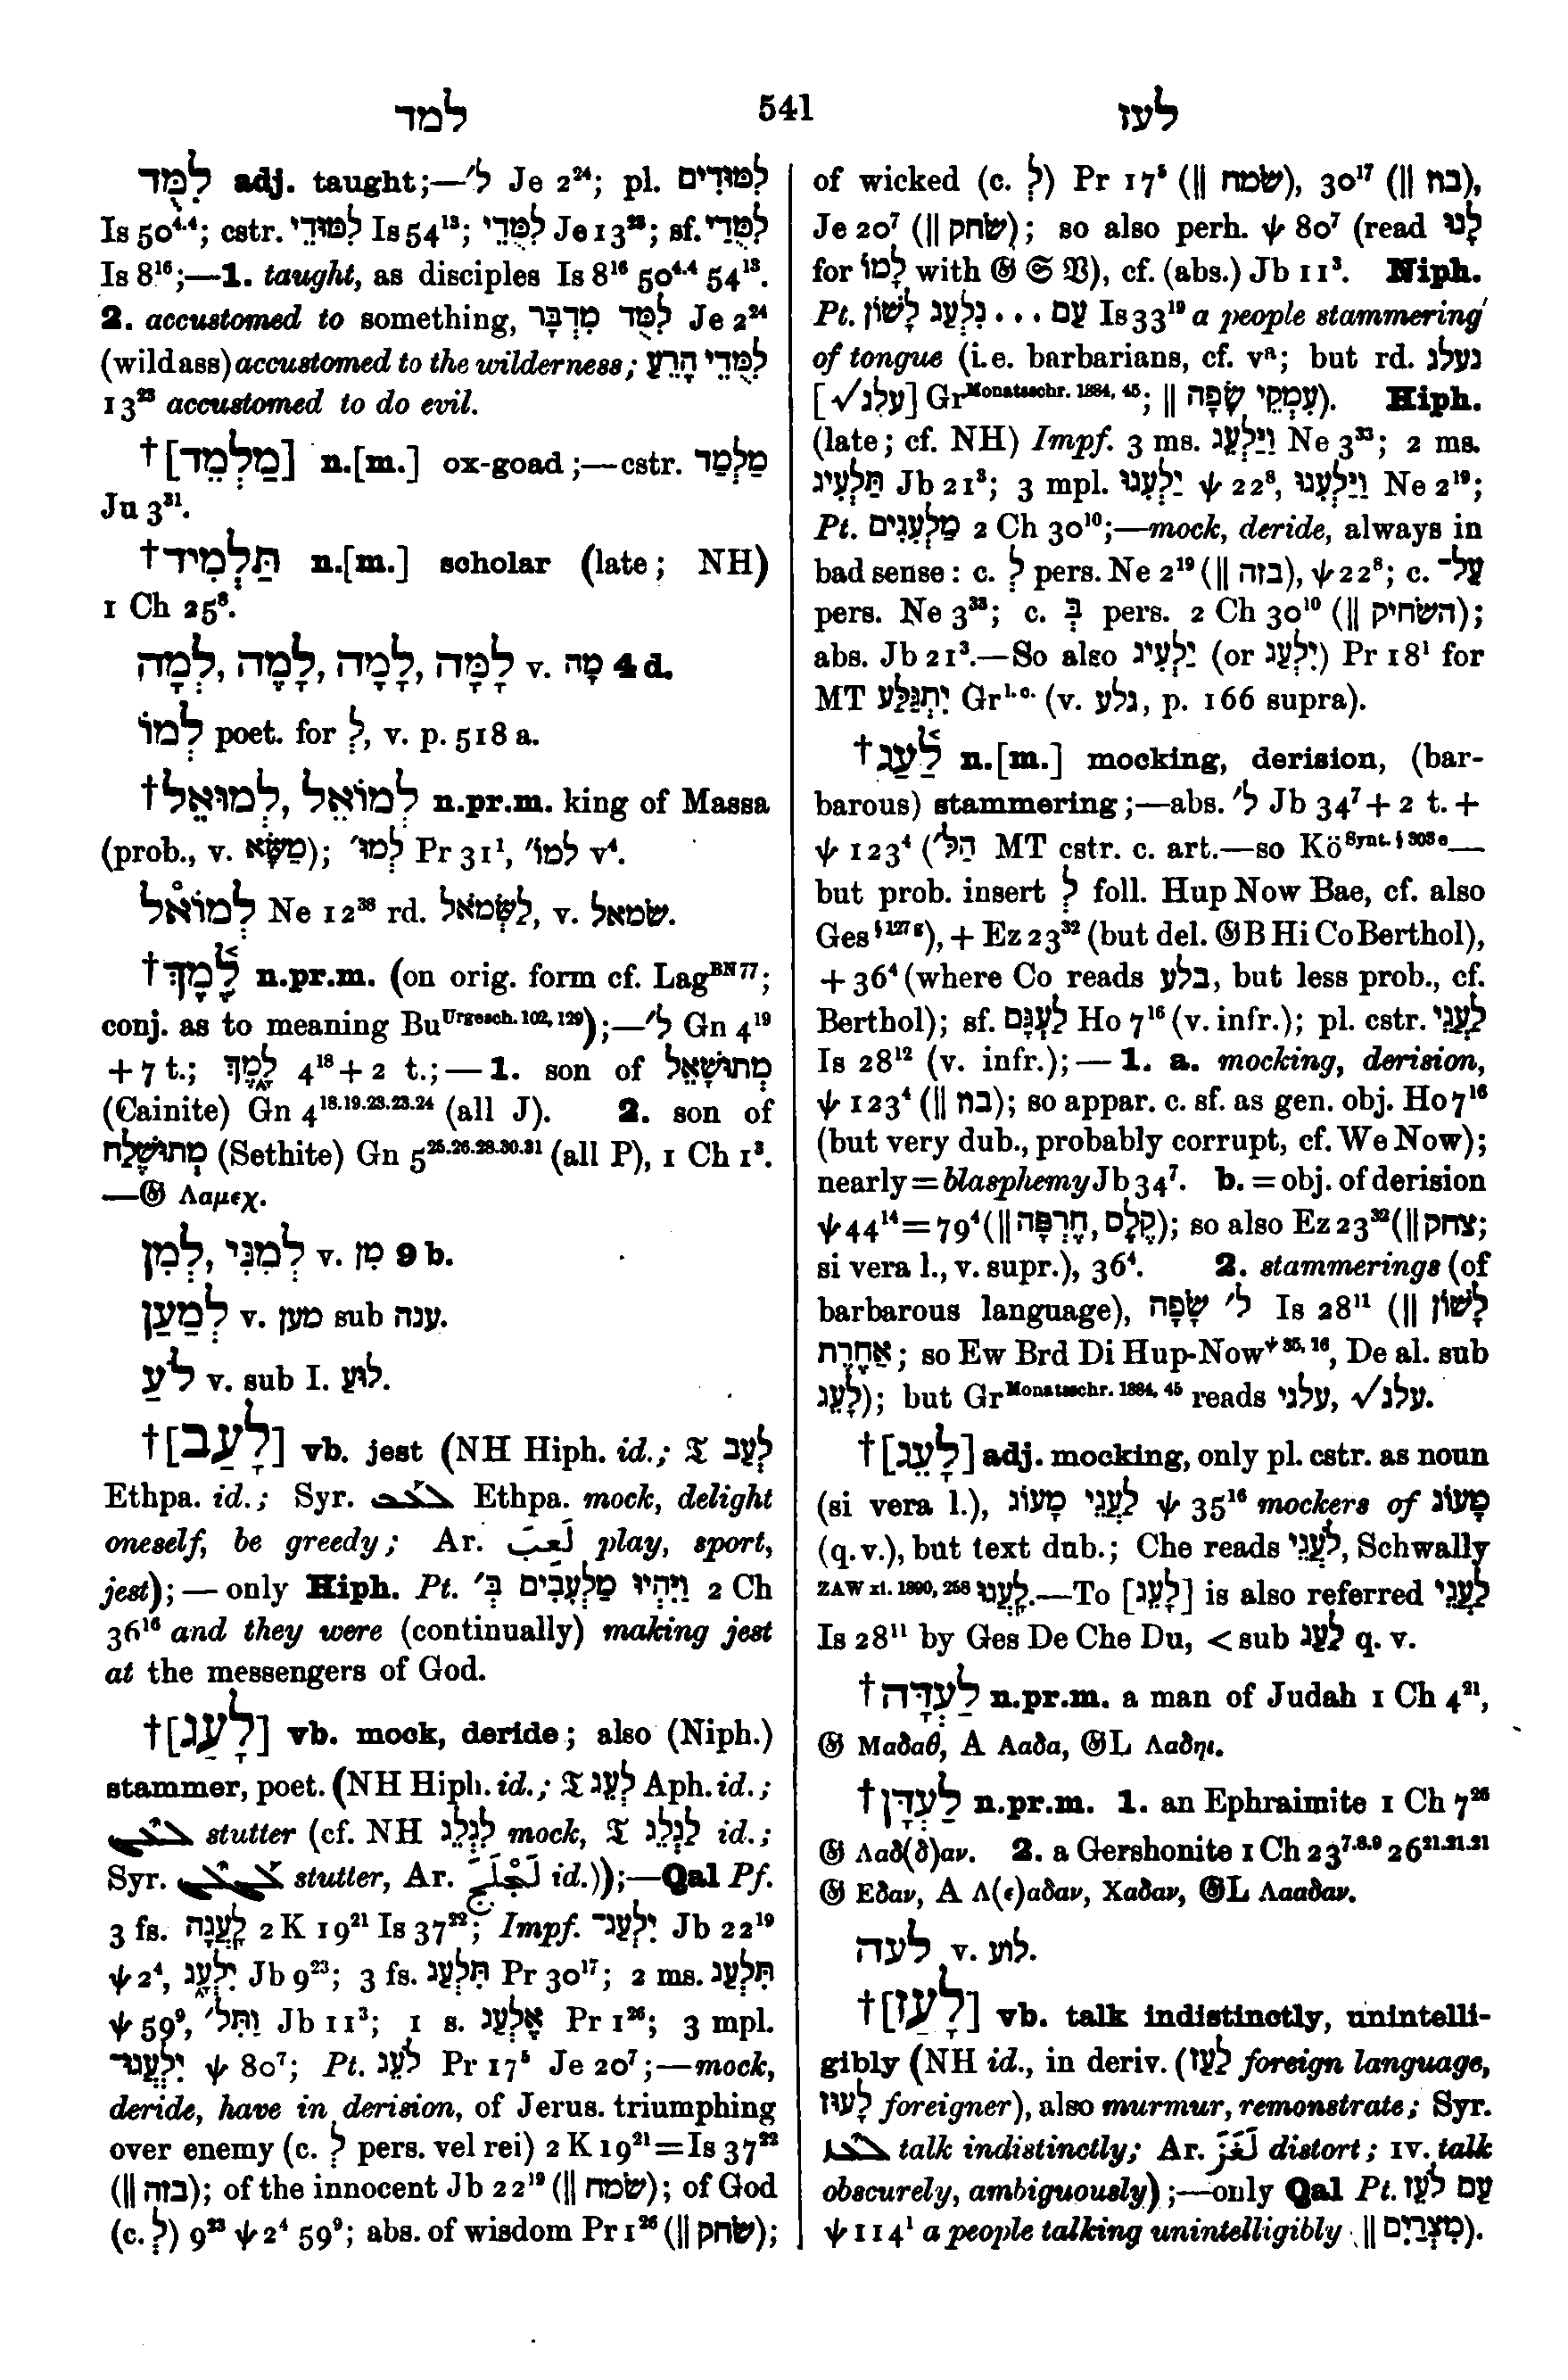 למד 541 לעז
לִמֻּד adj. taught;—ל׳ Je 2²⁴; pl. לִמּוּדִים
Is 50⁴·⁴; cstr. לִמּוּדֵי Is 54¹³; לִמֻּדֵי Je 13²³; sf. לִמֻּדַי
Is 8¹⁶;—1. taught, as disciples Is 8¹⁶ 50⁴·⁴ 54¹³.
2. accustomed to something, לִמֻּד מִדְבָּר Je 2²⁴
(wild ass) accustomed to the wilderness; לִמֻּדֵי הָרֵעַ
13²³ accustomed to do evil.
†[מַלְמֵד] n.[m.] ox-goad;—cstr. מַלְמַד
Ju 3³¹.
†תַּלְמִיד n.[m.] scholar (late; NH)
1 Ch 25⁸.
לָמָּה, לָמָה, לָמֶה, לְמָה v. מָה 4 d.
לְמוֹ poet. for לְ, v. p. 518 a.
†לְמוּאֵל, לְמוֹאֵל n.pr.m. king of Massa
(prob., v. מַשָּׂא); לְמוּ׳ Pr 31¹, למוֹ׳ v⁴.
לְמוֹאל Ne 12³⁸ rd. לִשְׂמֹאל, v. שׂמאל.
†לָ֫מֶךְ n.pr.m. (on orig. form cf. Lag BN 77;
conj. as to meaning Bu Urgesch. 102, 129);—ל׳ Gn 4¹⁹
+ 7 t.; לָמֶךְ 4¹⁸ + 2 t.;—1. son of מְתוּשָׁאֵל
(Cainite) Gn 4¹⁸·¹⁹·²³·²³·²⁴ (all J). 2. son of
מְתוּשֶׁלַח (Sethite) Gn 5²⁵·²⁶·²⁸·³⁰·³¹ (all P), 1 Ch 1³.
—𝔊 Λαμεχ.
לְמִן, לְמִנִּי v. מִן 9 b.
לְמַעַן v. מען sub ענה.
לֹעַ v. sub I. לוע.
†[לָעַב] vb. jest (NH Hiph. id.; 𝔗 לְעַב
Ethpa. id.; Syr. ܠܥܒ Ethpa. mock, delight
oneself, be greedy; Ar. لَعِبَ play, sport,
jest);—only Hiph. Pt. וַיִּהְיוּ מַלְעִבִים בְּ׳ 2 Ch
36¹⁶ and they were (continually) making jest
at the messengers of God.
†[לָעַג] vb. mock, deride; also (Niph.)
stammer, poet. (NH Hiph. id.; 𝔗 לְעַג Aph. id.;
ܠܥܓ stutter (cf. NH לִגְלֵג mock, 𝔗 לַגְלֵג id.;
Syr. stutter, Ar. id.));—Qal Pf.
3 fs. לָעֲגָה 2 K 19²¹ Is 37²²; Impf. יִלְעַג־ Jb 22¹⁹
ψ 2⁴, יִלְעָג Jb 9²³; 3 fs. תִּלְעַג Pr 30¹⁷; 2 ms. תִּלְעַג
ψ 59⁹, וַתִּל׳ Jb 11³; 1 s. אֶלְעַג Pr 1²⁶; 3 mpl.
יִלְעֲגוּ־ ψ 80⁷; Pt. לֹעֵג Pr 17⁵ Je 20⁷;—mock,
deride, have in derision, of Jerus. triumphing
over enemy (c. לְ pers. vel rei) 2 K 19²¹ = Is 37²²
(‖ בזה); of the innocent Jb 22¹⁹ (‖ שׂמח); of God
(c. לְ) 9²³ ψ 2⁴ 59⁹; abs. of wisdom Pr 1²⁶ (‖ שׂחק);
of wicked (c. לְ) Pr 17⁵ (‖ שׂמח), 30¹⁷ (‖ בח),
Je 20⁷ (‖ שׂחק); so also perh. ψ 80⁷ (read לָנוּ
for לָמוֹ with 𝔊 𝔖 𝔙), cf. (abs.) Jb 11³. Niph.
Pt. עַם ... נִלְעַג לָשׁוֹן Is 33¹⁹ a people stammering
of tongue (i.e. barbarians, cf. vᵃ; but rd. נעלג
[√עלג] Gr Monatsschr. 1884, 45; ‖ עִמְקֵי שָׂפָה). Hiph.
(late; cf. NH) Impf. 3 ms. וַיַּלְעֵג Ne 3³³; 2 ms.
תַּלְעִיג Jb 21³; 3 mpl. יַלְעִגוּ ψ 22⁸, וַיַּלְעִגוּ Ne 2¹⁹;
Pt. מַלְעִגִים 2 Ch 30¹⁰;—mock, deride, always in
bad sense: c. לְ pers. Ne 2¹⁹ (‖ בזה), ψ 22⁸; c. עַל־
pers. Ne 3³³; c. בְּ pers. 2 Ch 30¹⁰ (‖ השׂחיק);
abs. Jb 21³.—So also יַלְעִיג (or יִלְעַג) Pr 18¹ for
MT יִתְגַּלַּע Gr l.c. (v. גלע, p. 166 supra).
†לַ֫עַג n.[m.] mocking, derision, (bar-
barous) stammering;—abs. ל׳ Jb 34⁷ + 2 t. +
ψ 123⁴ (הַלּ׳ MT cstr. c. art.—so Kö Synt. § 303 e—
but prob. insert לְ foll. Hup Now Bae, cf. also
Ges § 127 g), + Ez 23³² (but del. 𝔊B Hi Co Berthol),
+ 36⁴ (where Co reads בלע, but less prob., cf.
Berthol); sf. לַעְגָּם Ho 7¹⁶ (v. infr.); pl. cstr. לַעֲגֵי
Is 28¹² (v. infr.);—1. a. mocking, derision,
ψ 123⁴ (‖ בח); so appar. c. sf. as gen. obj. Ho 7¹⁶
(but very dub., probably corrupt, cf. We Now);
nearly = blasphemy Jb 34⁷. b. = obj. of derision
ψ 44¹⁴ = 79⁴ (‖ חֶרְפָּה, קֶלֶס); so also Ez 23³² (‖ צחק;
si vera l., v. supr.), 36⁴. 2. stammerings (of
barbarous language), ל׳ שָׂפָה Is 28¹¹ (‖ לָשׁוֹן
אַחֶרֶת; so Ew Brd Di Hup-Now ψ 35, 16, De al. sub
לָעֵג); but Gr Monatsschr. 1884, 45 reads עלגי, √עלג.
†[לָעֵג] adj. mocking, only pl. cstr. as noun
(si vera l.), לַעֲגֵי מָעוֹג ψ 35¹⁶ mockers of מָעוֹג
(q.v.), but text dub.; Che reads לֹעֲגַי, Schwally
ZAW xi. 1890, 258 לָעֲגוּ.—To [לָעֵג] is also referred לַעֲגֵי
Is 28¹¹ by Ges De Che Du, < sub לַעַג q. v.
†לַעְדָּה n.pr.m. a man of Judah 1 Ch 4²¹,
𝔊 Μαδαθ, A Λαδα, 𝔊L Λαδηι.
†לַעְדָּן n.pr.m. 1. an Ephraimite 1 Ch 7²⁶
𝔊 Λαδ(δ)αν. 2. a Gershonite 1 Ch 23⁷·⁸·⁹ 26²¹·²¹·²¹
𝔊 Εδαν, A Λ(ε)αδαν, Χαδαν, 𝔊L Λααδαν.
לעה v. לוע.
†[לָעַז] vb. talk indistinctly, unintelli-
gibly (NH id., in deriv. (לַעַז foreign language,
לָעוֹז foreigner), also murmur, remonstrate; Syr.
ܠܥܙ talk indistinctly; Ar. لَغَزَ distort; IV. talk
obscurely, ambiguously);—only Qal Pt. עַם לֹעֵז
ψ 114¹ a people talking unintelligibly ‖ מִצְרַיִם).